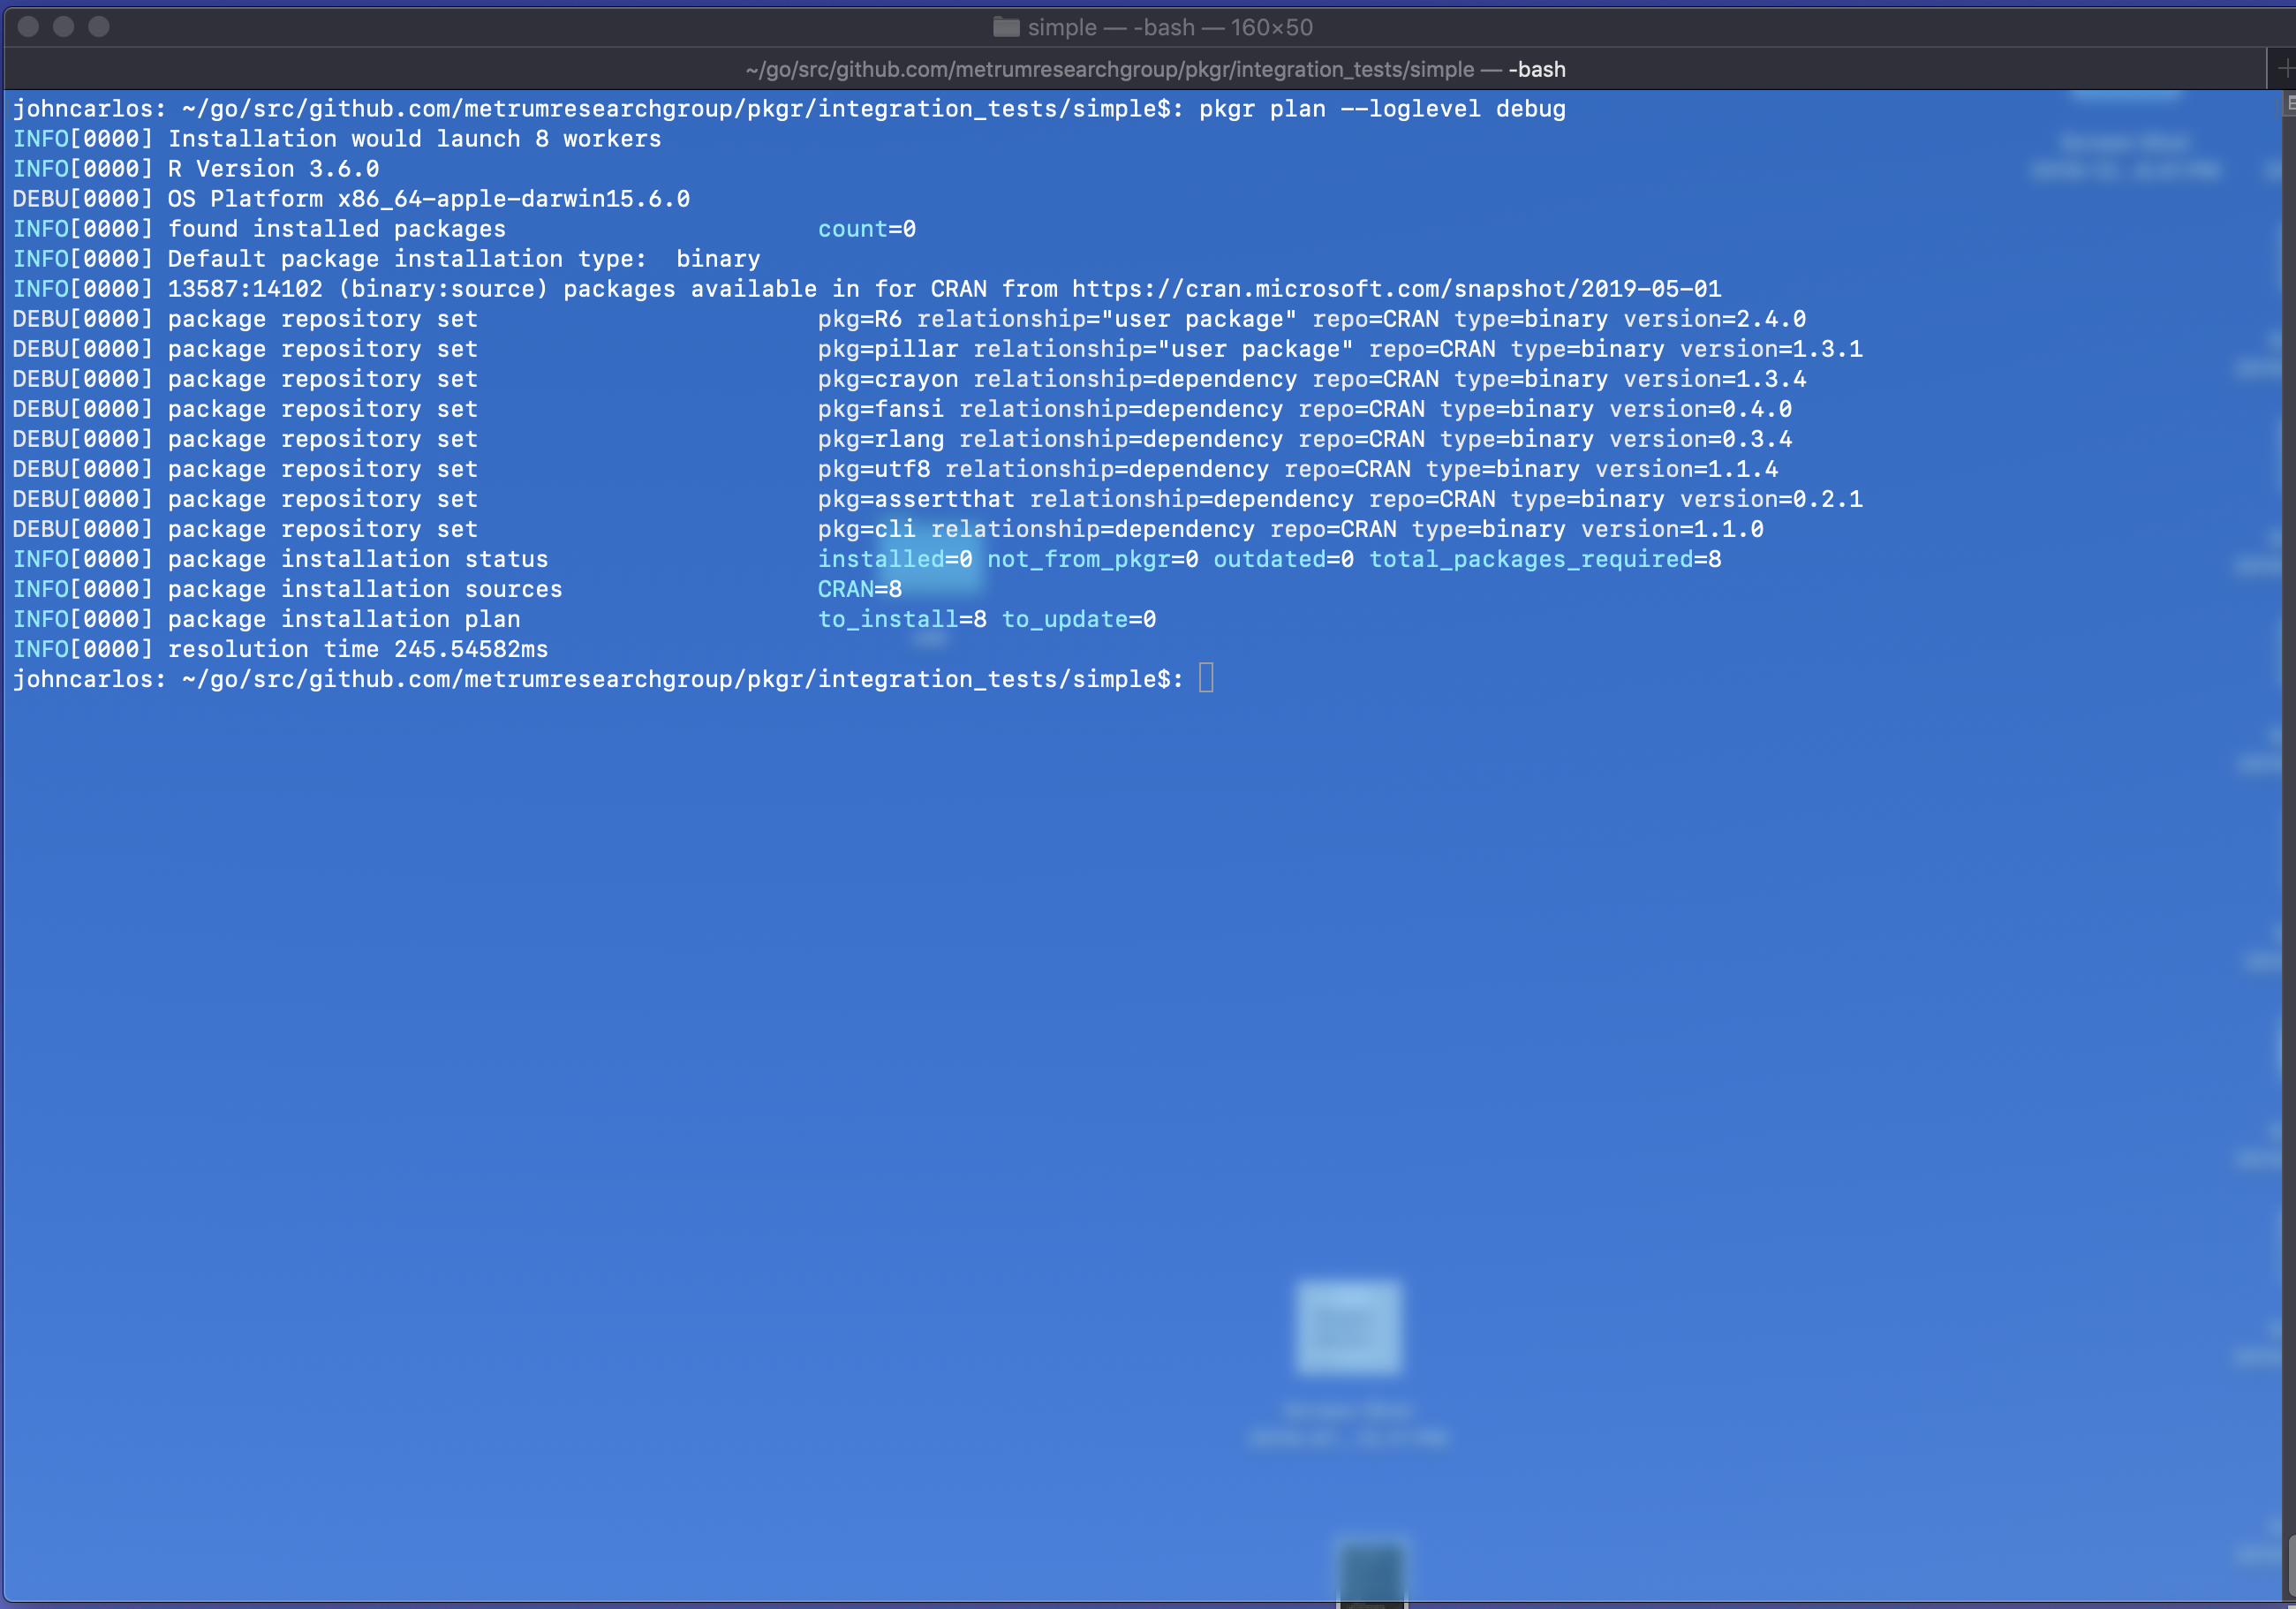 simple — -bash — 160×50
~/go/src/github.com/metrumresearchgroup/pkgr/integration_tests/simple — -bash
johncarlos: ~/go/src/github.com/metrumresearchgroup/pkgr/integration_tests/simple$: pkgr plan --loglevel debug
INFO[0000] Installation would launch 8 workers
INFO[0000] R Version 3.6.0
DEBU[0000] OS Platform x86_64-apple-darwin15.6.0
INFO[0000] found installed packages                      count=0
INFO[0000] Default package installation type:  binary
INFO[0000] 13587:14102 (binary:source) packages available in for CRAN from https://cran.microsoft.com/snapshot/2019-05-01
DEBU[0000] package repository set                        pkg=R6 relationship="user package" repo=CRAN type=binary version=2.4.0
DEBU[0000] package repository set                        pkg=pillar relationship="user package" repo=CRAN type=binary version=1.3.1
DEBU[0000] package repository set                        pkg=crayon relationship=dependency repo=CRAN type=binary version=1.3.4
DEBU[0000] package repository set                        pkg=fansi relationship=dependency repo=CRAN type=binary version=0.4.0
DEBU[0000] package repository set                        pkg=rlang relationship=dependency repo=CRAN type=binary version=0.3.4
DEBU[0000] package repository set                        pkg=utf8 relationship=dependency repo=CRAN type=binary version=1.1.4
DEBU[0000] package repository set                        pkg=assertthat relationship=dependency repo=CRAN type=binary version=0.2.1
DEBU[0000] package repository set                        pkg=cli relationship=dependency repo=CRAN type=binary version=1.1.0
INFO[0000] package installation status                   installed=0 not_from_pkgr=0 outdated=0 total_packages_required=8
INFO[0000] package installation sources                  CRAN=8
INFO[0000] package installation plan                     to_install=8 to_update=0
INFO[0000] resolution time 245.54582ms
johncarlos: ~/go/src/github.com/metrumresearchgroup/pkgr/integration_tests/simple$: